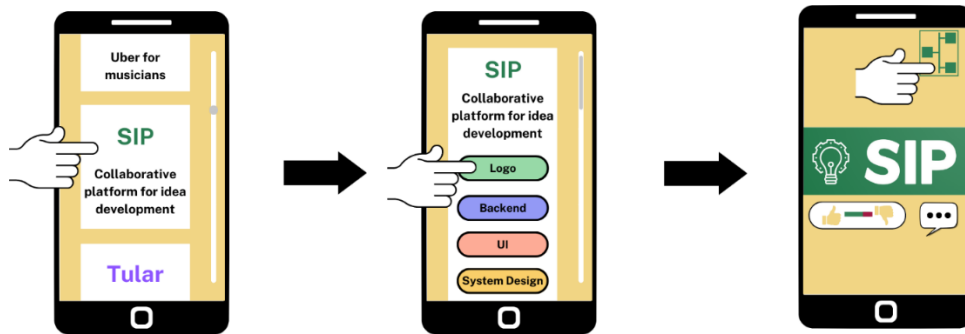 Uber for
musicians
SIP
Collaborative
platform for idea
development
Tular
SIP
Collaborative
platform for idea
development
Logo
Backend
UI
System Design
SIP